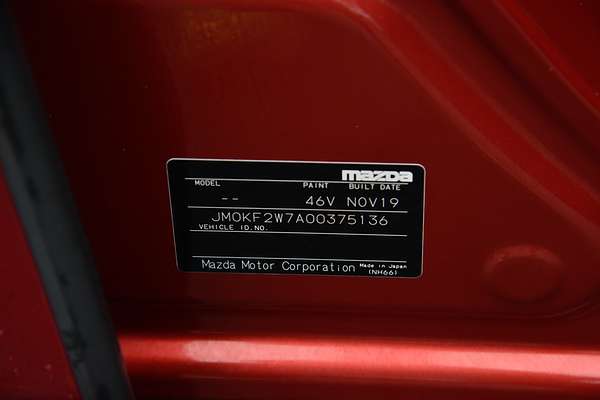 mazda
MODEL PAINT BUILT DATE
-- 46V NOV19
JM0KF2W7A00375136
VEHICLE ID.NO.
Mazda Motor Corporation Made in Japan
(NH66)